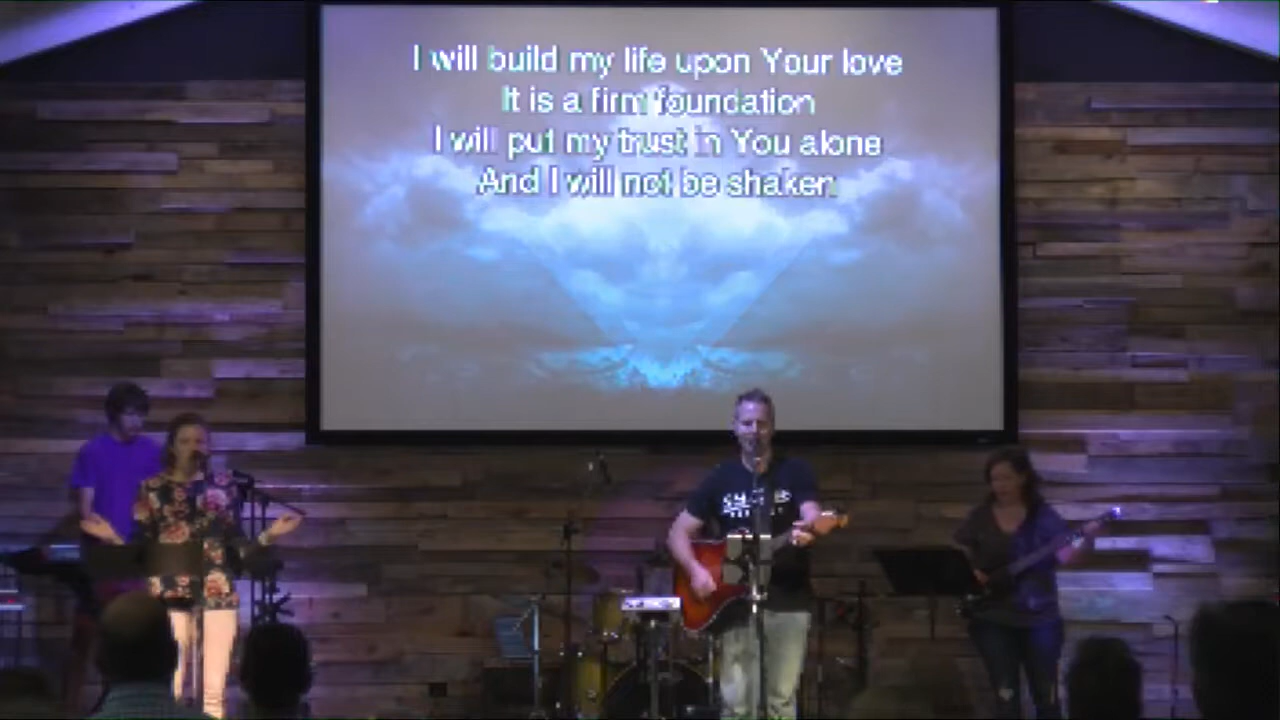 I will build my life upon Your love
It is a firm foundation
I will put my trust in You alone
And I will not be shaken